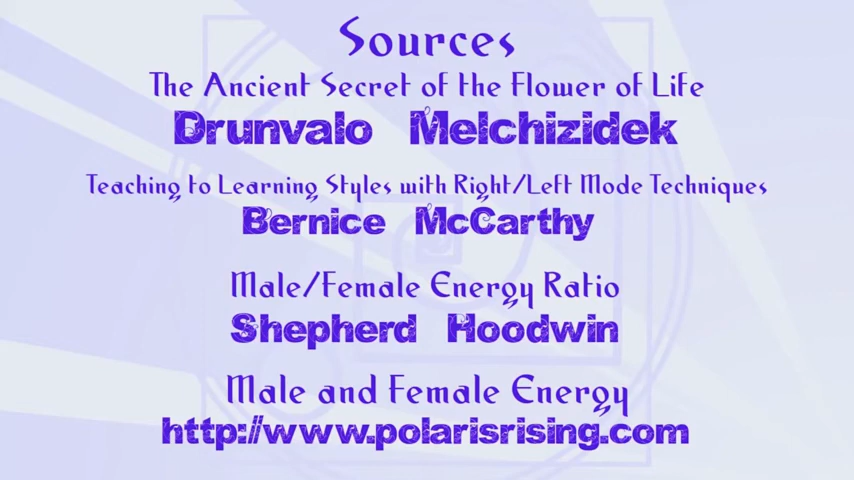 Sources
The Ancient Secret of the Flower of Life
Drunvalo Melchizidek
Teaching to Learning Styles with Right/Left Mode Techniques
Bernice McCarthy
Male/Female Energy Ratio
Shepherd Hoodwin
Male and Female Energy
http://www.polarisrising.com